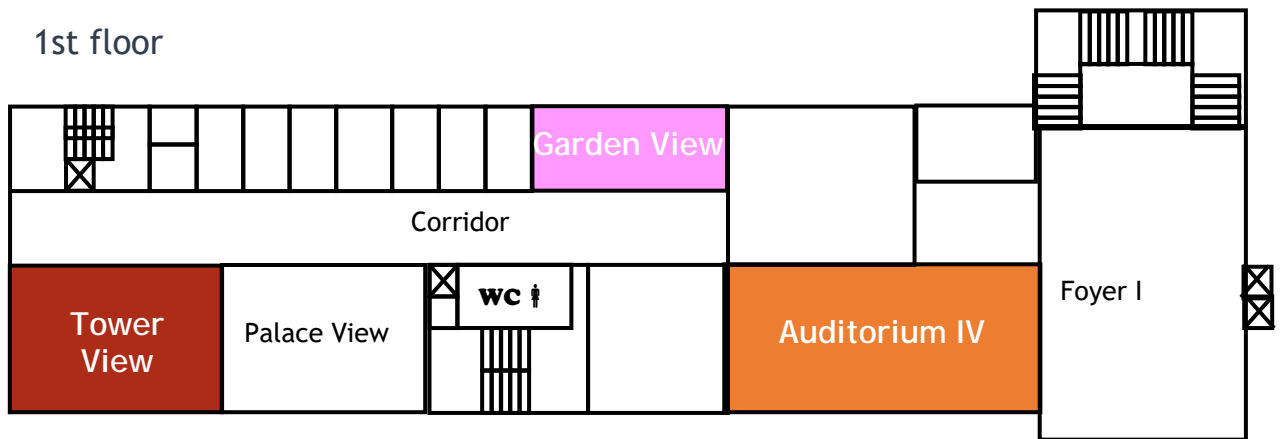 1st floor
Garden View
Corridor
Tower
View
Palace View
WC
Auditorium IV
Foyer I